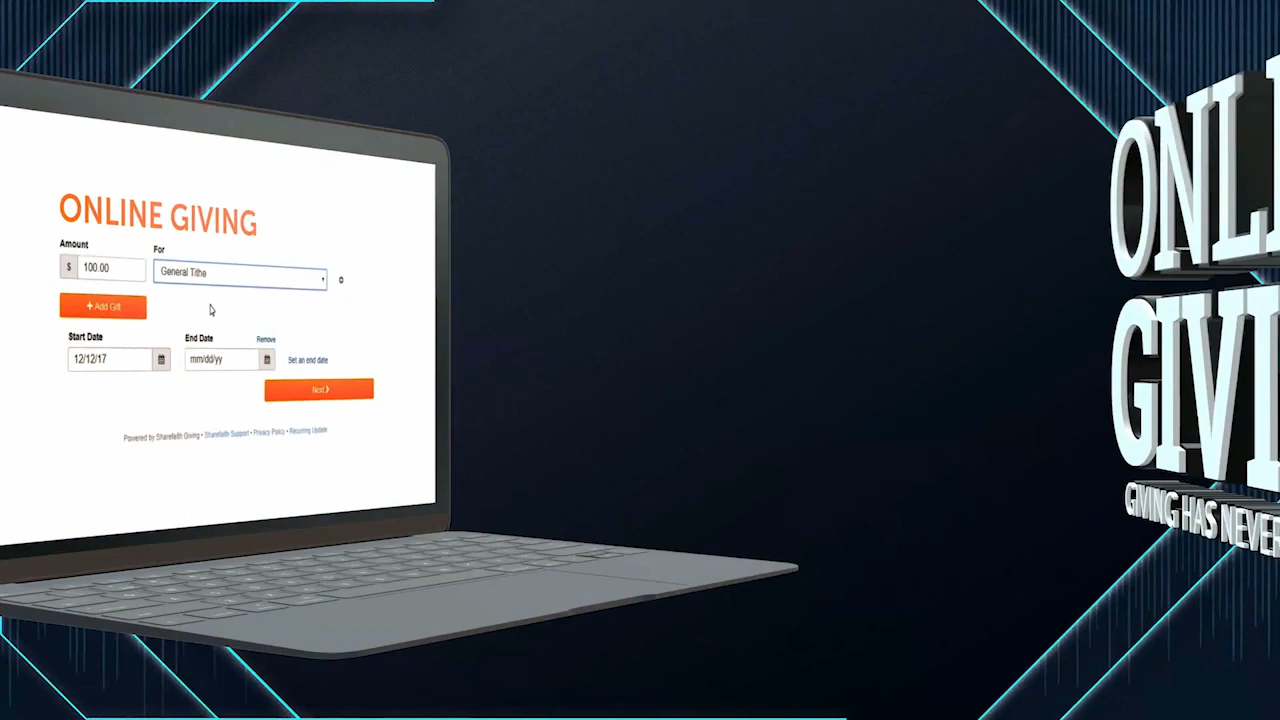 ONLINE GIVING
Amount For
$ 100.00 General Tithe
+ Add Gift
Start Date End Date Remove
12/12/17 mm/dd/yy Set an end date
Next ❯
Powered by Sharefaith Giving • Sharefaith Support • Privacy Policy • Recurring Update
ONLI
GIVI
GIVING HAS NEVER